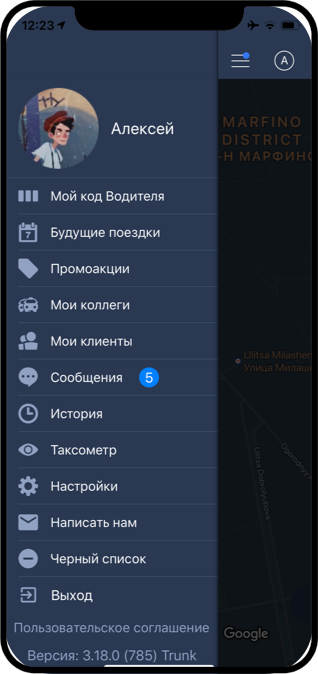 12:23
A
Алексей
MARFINO
DISTRICT
-Н МАРФИНО
Мой код Водителя
7
Будущие поездки
Промоакции
Мои коллеги
Мои клиенты
Сообщения 5
История
Таксометр
Настройки
Написать нам
Черный список
Выход
Пользовательское соглашение
Версия: 3.18.0 (785) Trunk
Ulitsa Milashen
Улица Милаш
Ulitsa Dobrolyubova
Google